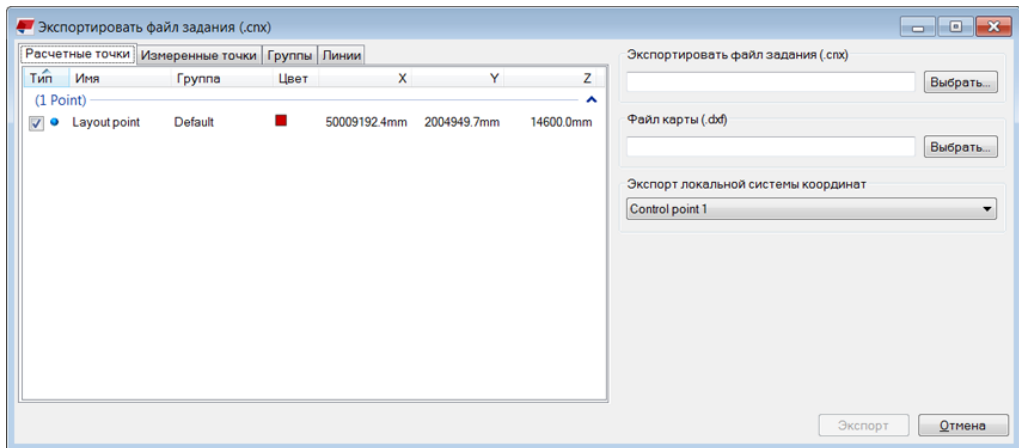 Экспортировать файл задания (.cnx)
Расчетные точки Измеренные точки Группы Линии
Тип Имя Группа Цвет X Y Z
(1 Point)
Layout point Default 50009192.4mm 2004949.7mm 14600.0mm
Экспортировать файл задания (.cnx)
Выбрать...
Файл карты (.dxf)
Выбрать...
Экспорт локальной системы координат
Control point 1
Экспорт Отмена